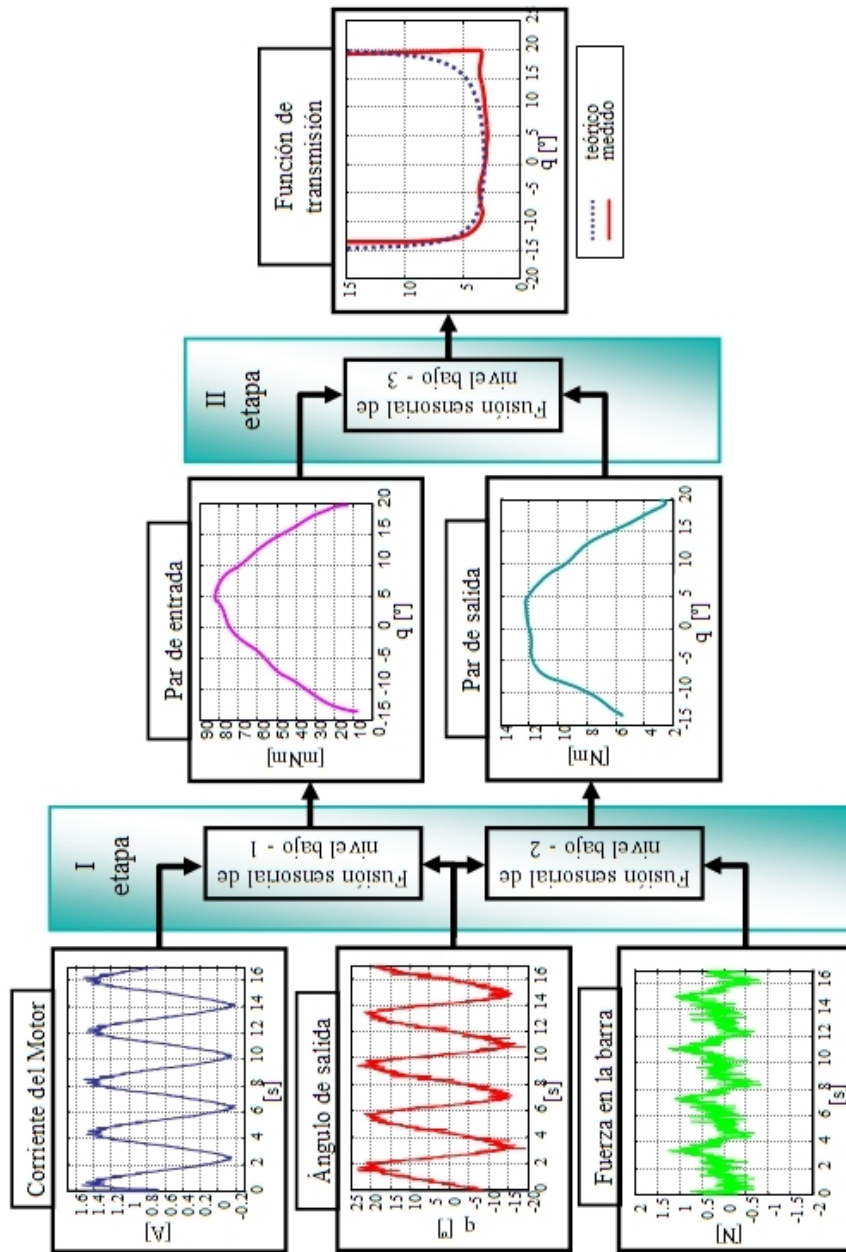 Corriente del Motor
[A]
1.6
1.4
1.2
1
0.8
0.6
0.4
0.2
0
-0.2
0 2 4 6 8 10 12 14 16
[s]
Ángulo de salida
q [º]
25
20
15
10
5
0
-5
-10
-15
-20
0 2 4 6 8 10 12 14 16
[s]
Fuerza en la barra
[N]
2
1.5
1
0.5
0
-0.5
-1
-1.5
-2
0 2 4 6 8 10 12 14 16
[s]
I
etapa
Fusión sensorial de
nivel bajo - 1
Fusión sensorial de
nivel bajo - 2
Par de entrada
[mNm]
90
80
70
60
50
40
30
20
10
0
-15 -10 -5 0 5 10 15 20
q [º]
Par de salida
[Nm]
14
12
10
8
6
4
2
-15 -10 -5 0 5 10 15 20
q [º]
II
etapa
Fusión sensorial de
nivel bajo - 3
Función de
transmisión
15
10
5
0
-20 -15 -10 -5 0 5 10 15 20 25
q [º]
teórico
medido